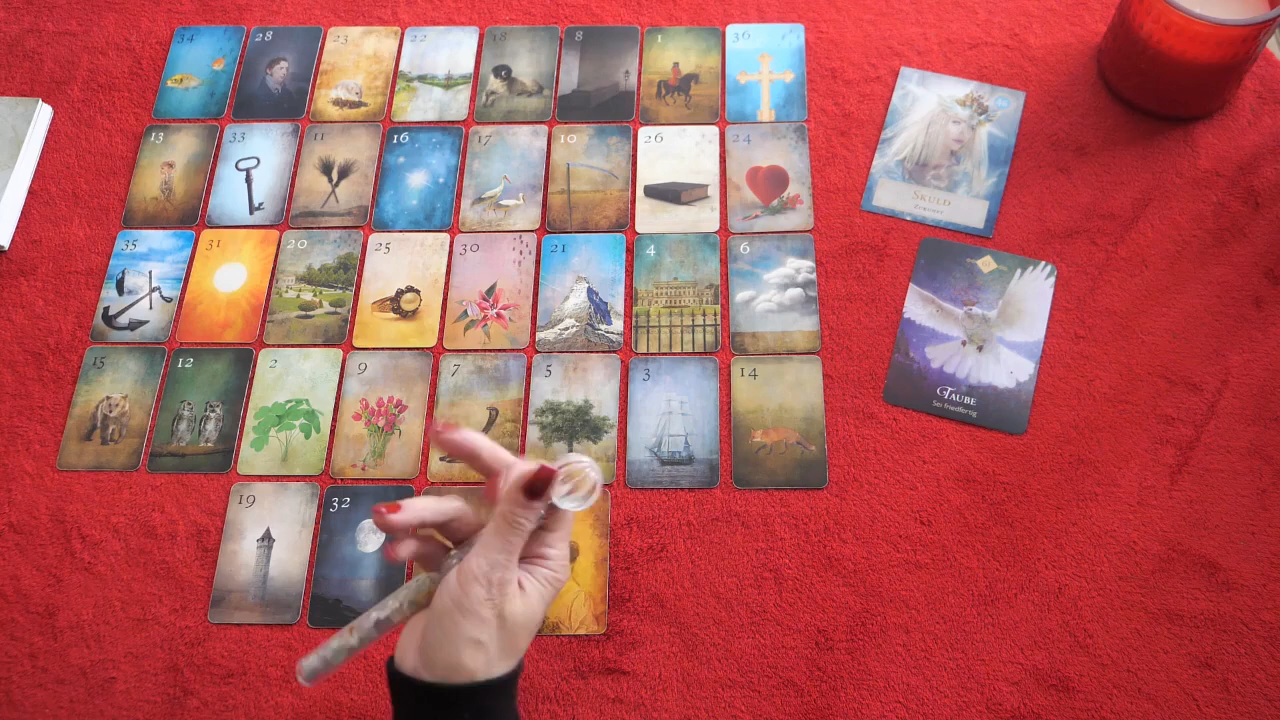 34 28 23 22 18 8 1 36
13 33 11 16 17 10 26 24
35 31 20 25 30 21 4 6
15 12 2 9 7 5 3 14
19 32
SKULD
TAUBE
Sei friedfertig